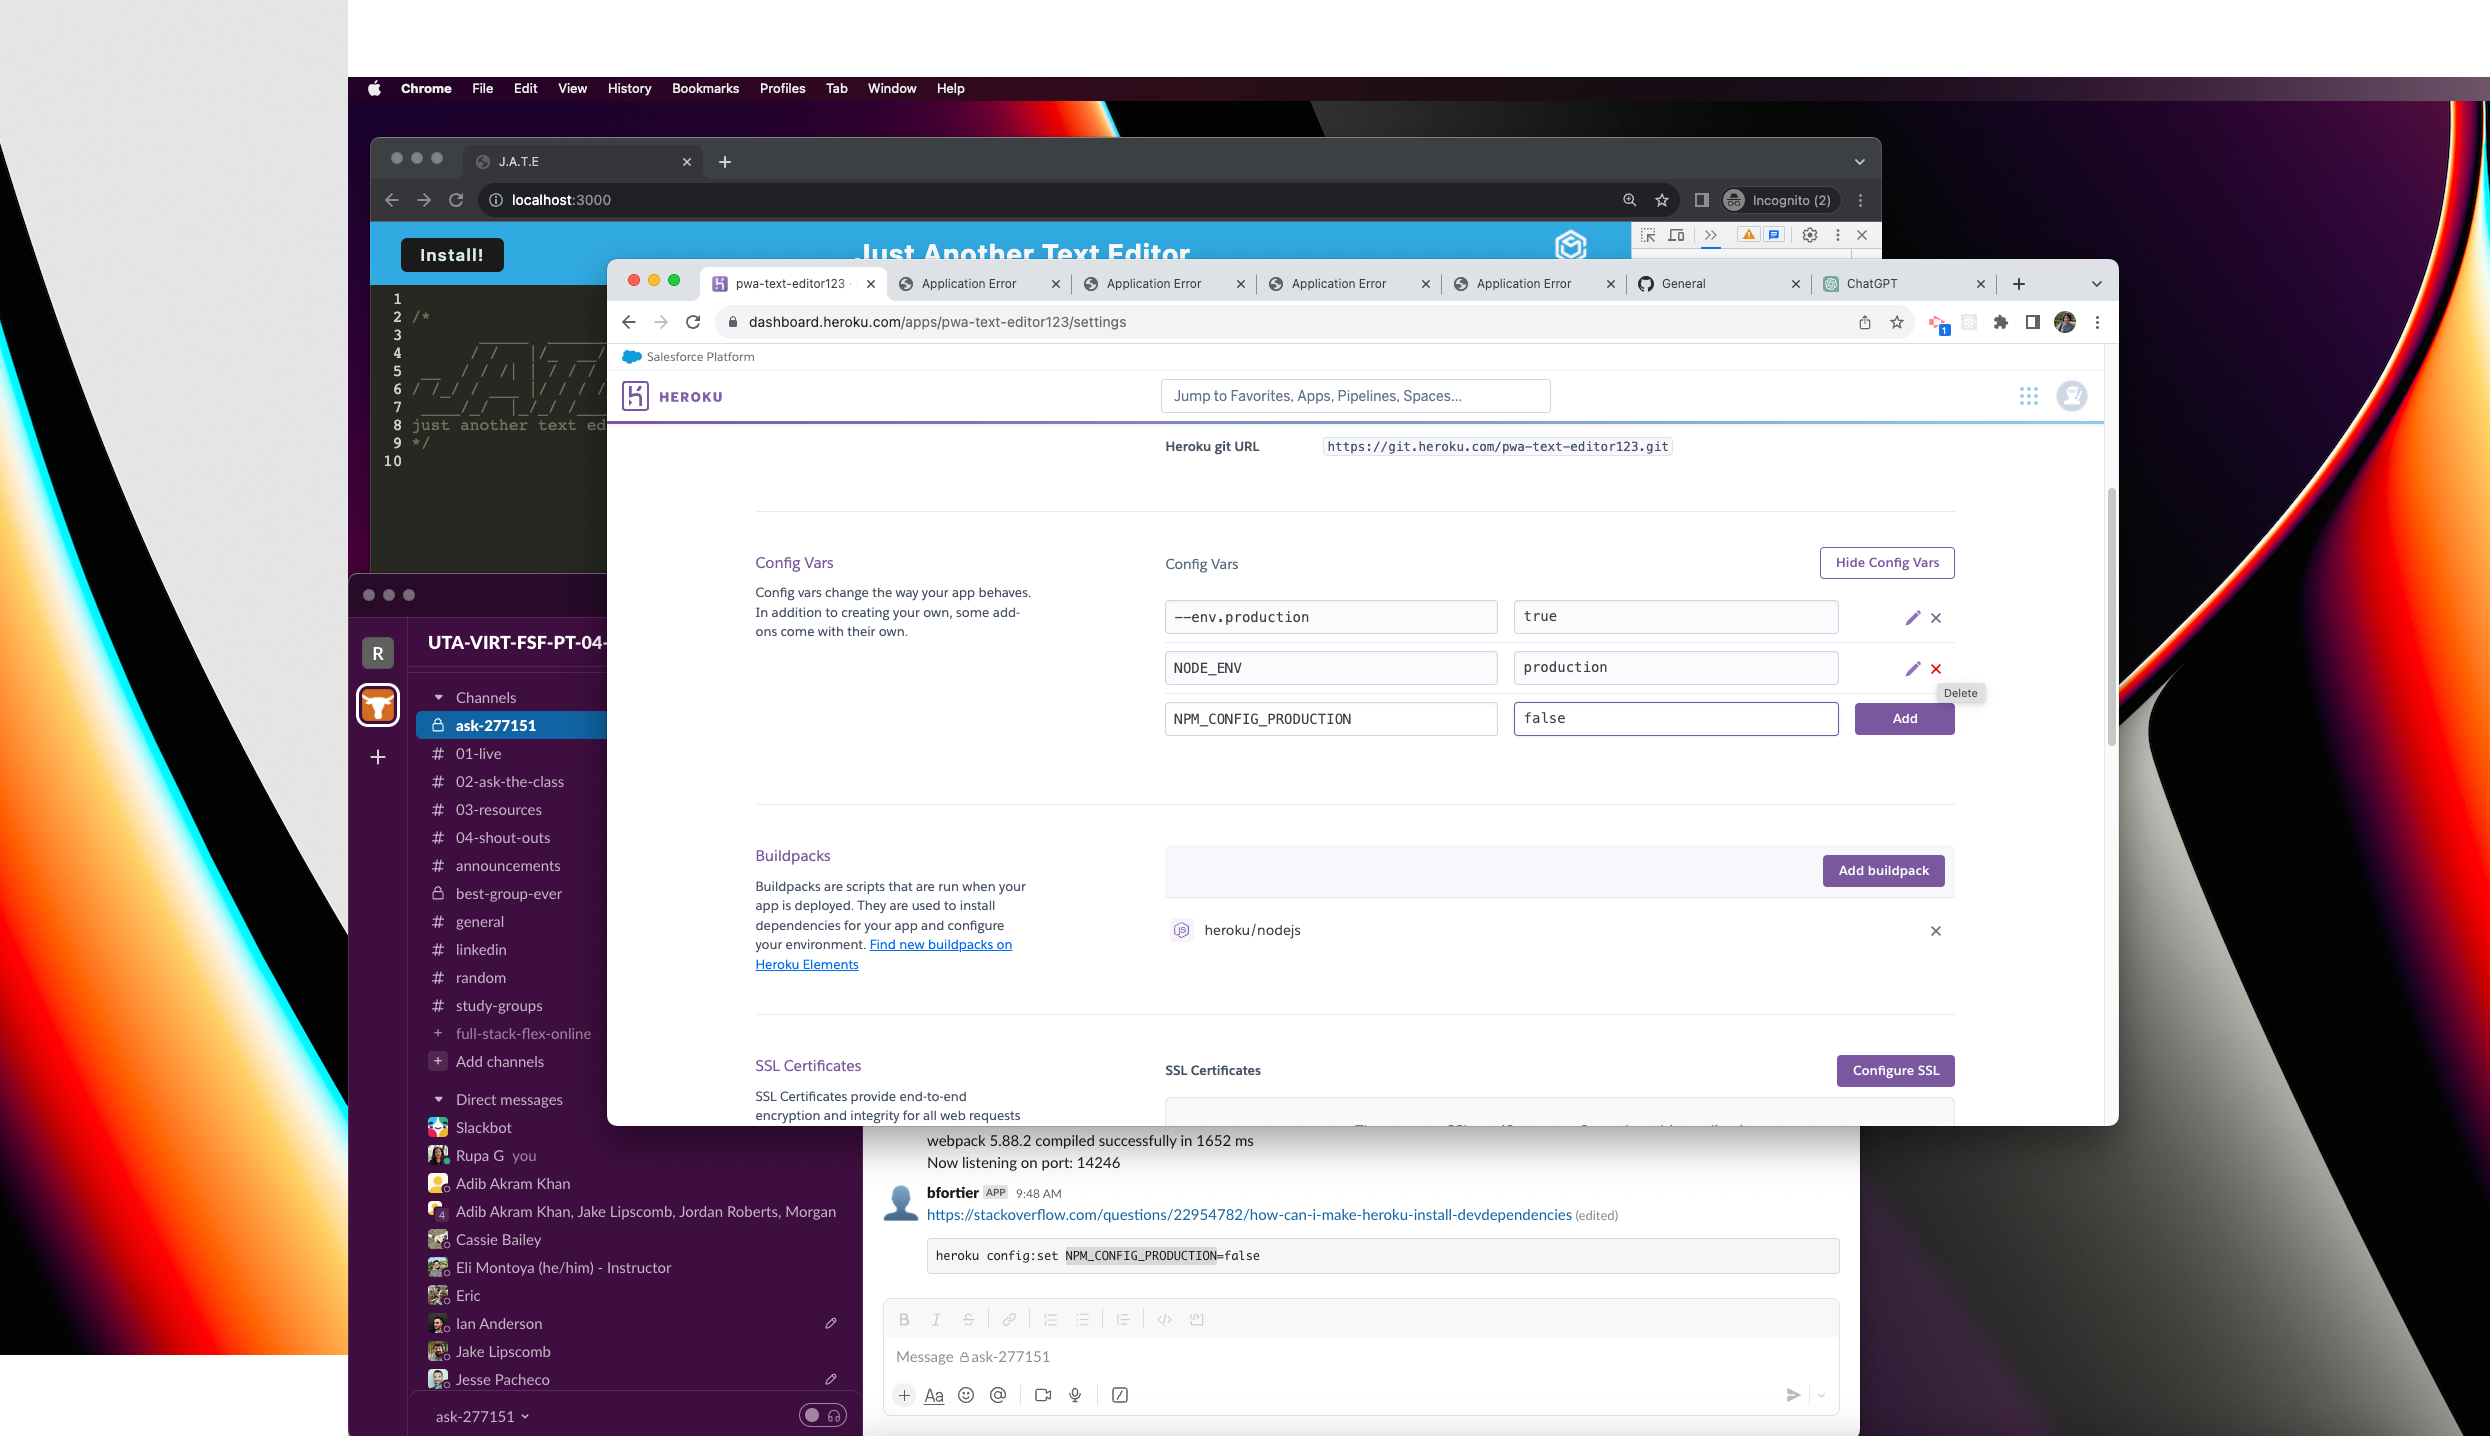 Chrome File Edit View History Bookmarks Profiles Tab Window Help
J.A.T.E
localhost:3000
Incognito (2)
Install!
Just Another Text Editor
1
2 /*
3
4
5
6
7
8 just another text ed
9 */
10
pwa-text-editor123 Application Error Application Error Application Error Application Error General ChatGPT
dashboard.heroku.com/apps/pwa-text-editor123/settings
1
Salesforce Platform
HEROKU
Jump to Favorites, Apps, Pipelines, Spaces...
Heroku git URL https://git.heroku.com/pwa-text-editor123.git
Config Vars
Config vars change the way your app behaves.
In addition to creating your own, some add-
ons come with their own.
Config Vars
Hide Config Vars
--env.production true
NODE_ENV production
Delete
NPM_CONFIG_PRODUCTION false Add
Buildpacks
Buildpacks are scripts that are run when your
app is deployed. They are used to install
dependencies for your app and configure
your environment. Find new buildpacks on
Heroku Elements
Add buildpack
heroku/nodejs
SSL Certificates
SSL Certificates provide end-to-end
encryption and integrity for all web requests
SSL Certificates
Configure SSL
R
UTA-VIRT-FSF-PT-04-
Channels
ask-277151
# 01-live
# 02-ask-the-class
# 03-resources
# 04-shout-outs
# announcements
best-group-ever
# general
# linkedin
# random
# study-groups
+ full-stack-flex-online
+ Add channels
Direct messages
Slackbot
Rupa G you
Adib Akram Khan
4 Adib Akram Khan, Jake Lipscomb, Jordan Roberts, Morgan
Cassie Bailey
Eli Montoya (he/him) - Instructor
Eric
Ian Anderson
Jake Lipscomb
Jesse Pacheco
ask-277151
webpack 5.88.2 compiled successfully in 1652 ms
Now listening on port: 14246
bfortier APP 9:48 AM
https://stackoverflow.com/questions/22954782/how-can-i-make-heroku-install-devdependencies (edited)
heroku config:set NPM_CONFIG_PRODUCTION=false
Message ask-277151
Aa